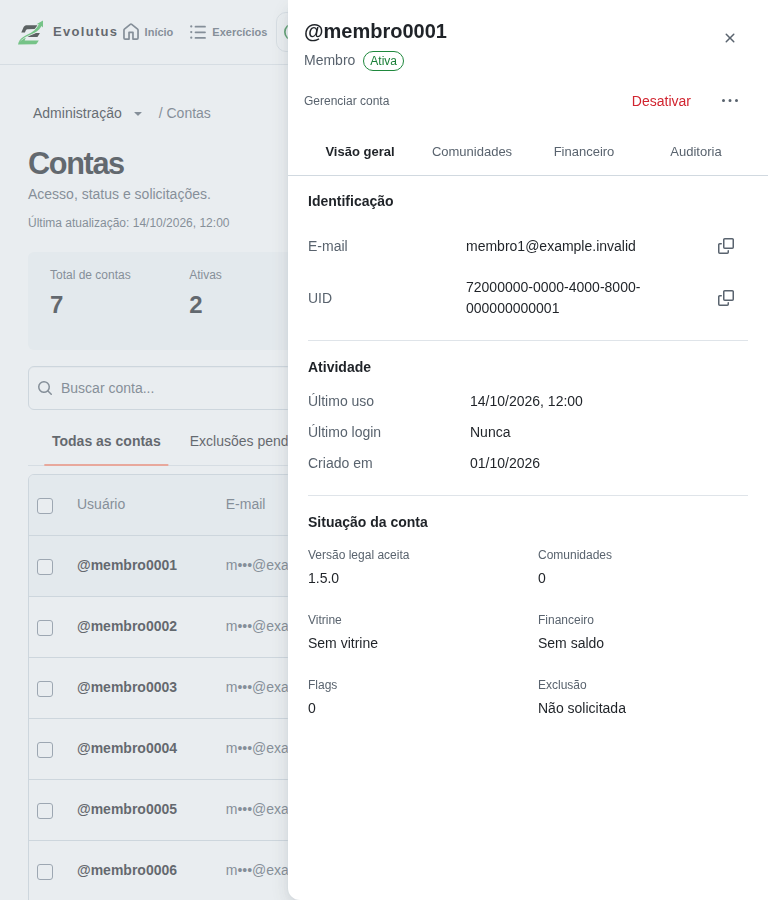 Evolutus
Início
Exercícios
Administração
/ Contas
Contas
Acesso, status e solicitações.
Última atualização: 14/10/2026, 12:00
Total de contas
7
Ativas
2
Buscar conta...
Todas as contas
Exclusões pend
Usuário
E-mail
@membro0001
m•••@exa
@membro0002
m•••@exa
@membro0003
m•••@exa
@membro0004
m•••@exa
@membro0005
m•••@exa
@membro0006
m•••@exa
@membro0001
Membro
Ativa
Gerenciar conta
Desativar
Visão geral
Comunidades
Financeiro
Auditoria
Identificação
E-mail
membro1@example.invalid
UID
72000000-0000-4000-8000-
000000000001
Atividade
Último uso
14/10/2026, 12:00
Último login
Nunca
Criado em
01/10/2026
Situação da conta
Versão legal aceita
1.5.0
Comunidades
0
Vitrine
Sem vitrine
Financeiro
Sem saldo
Flags
0
Exclusão
Não solicitada